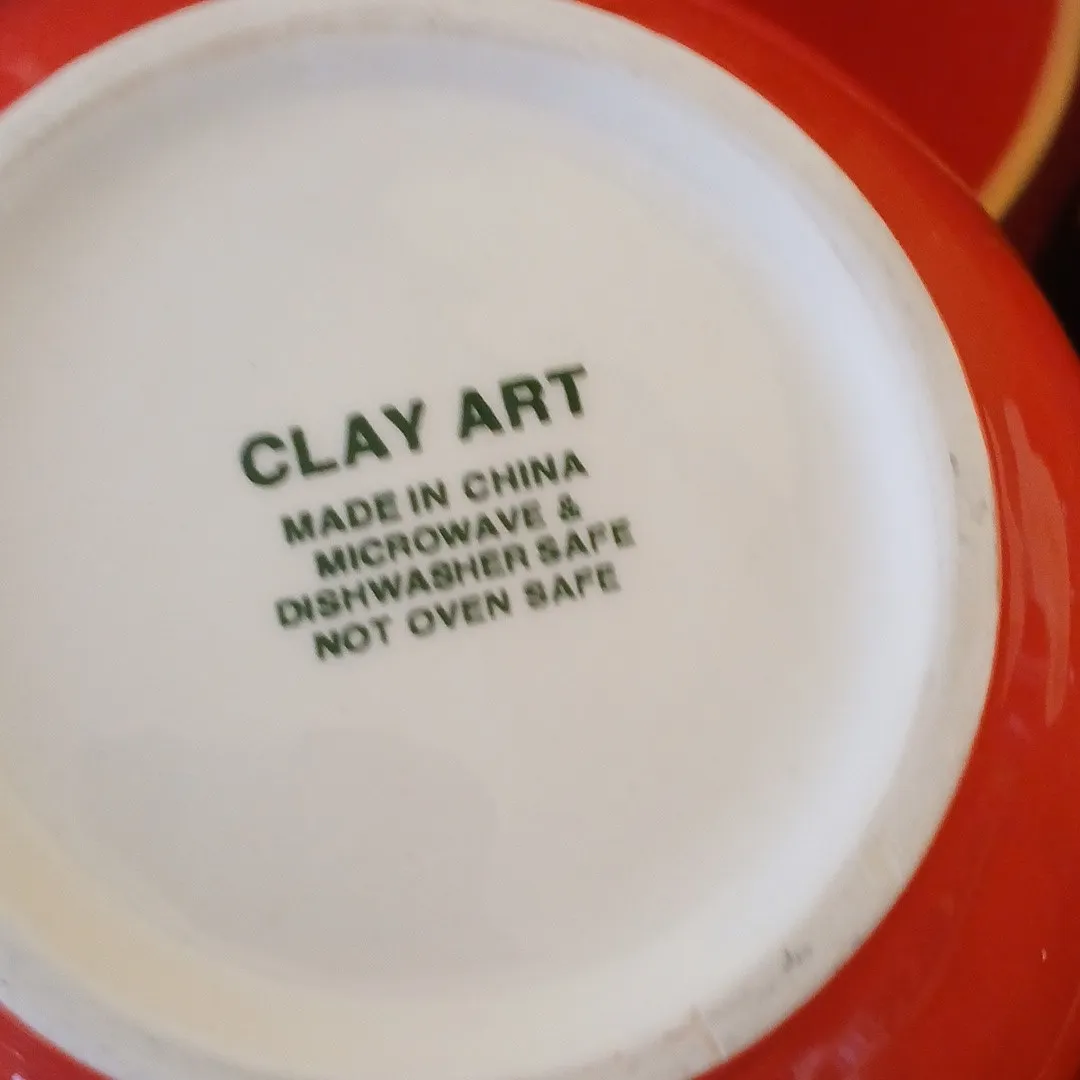 CLAY ART
MADE IN CHINA
MICROWAVE &
DISHWASHER SAFE
NOT OVEN SAFE